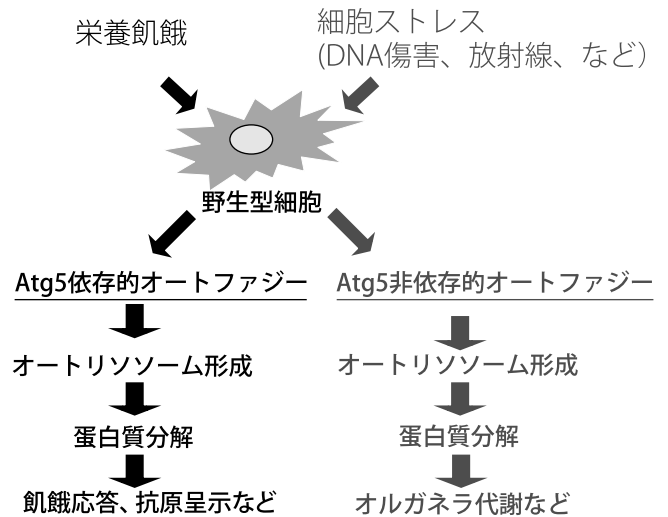 栄養飢餓
細胞ストレス
(DNA傷害、放射線、など）
野生型細胞
Atg5依存的オートファジー
オートリソソーム形成
蛋白質分解
飢餓応答、抗原呈示など
Atg5非依存的オートファジー
オートリソソーム形成
蛋白質分解
オルガネラ代謝など